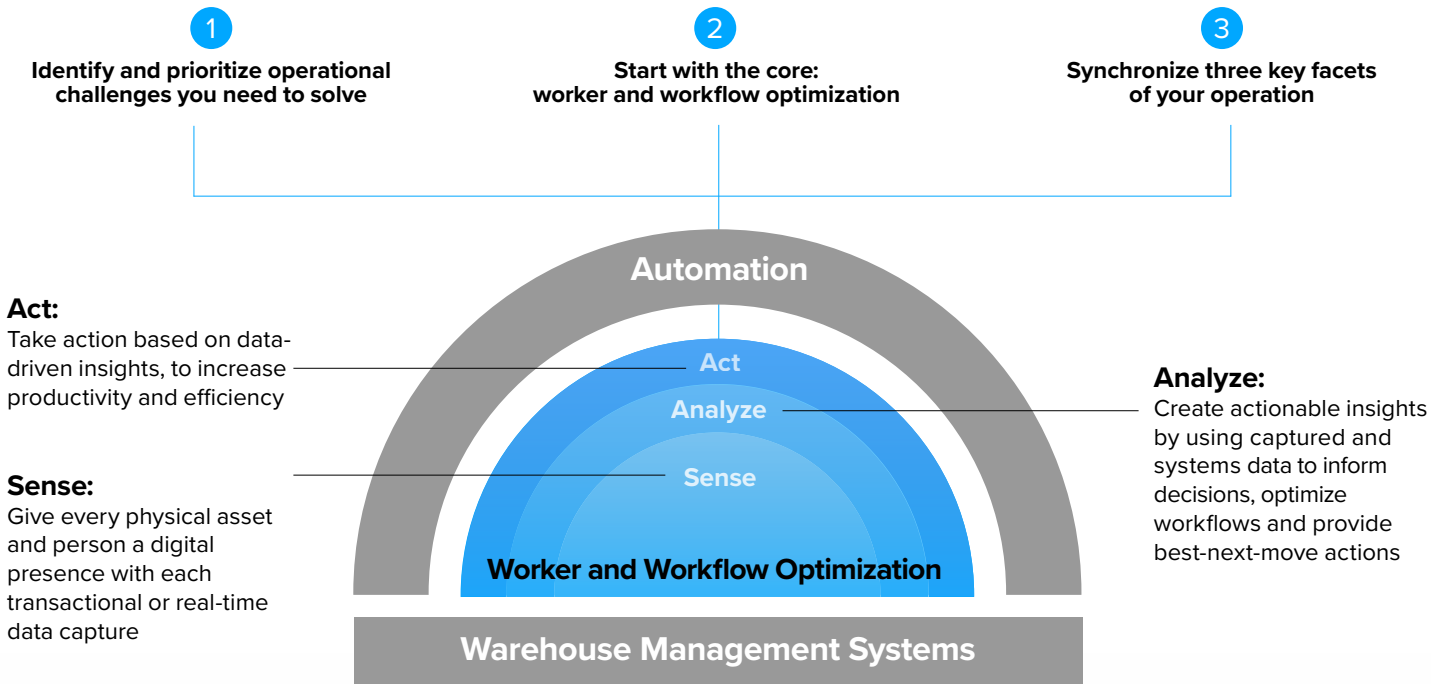 1
Identify and prioritize operational
challenges you need to solve
2
Start with the core:
worker and workflow optimization
3
Synchronize three key facets
of your operation
Automation
Act:
Take action based on data-
driven insights, to increase
productivity and efficiency
Sense:
Give every physical asset
and person a digital
presence with each
transactional or real-time
data capture
Act
Analyze
Sense
Worker and Workflow Optimization
Warehouse Management Systems
Analyze:
Create actionable insights
by using captured and
systems data to inform
decisions, optimize
workflows and provide
best-next-move actions